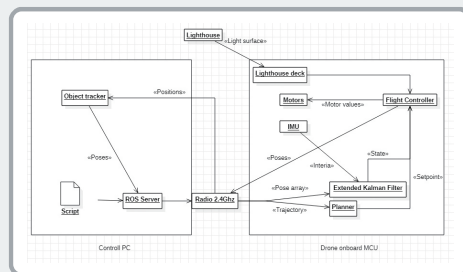 Lighthouse
«Light surface»
Lighthouse deck
«Positions»
Object tracker
Motors
«Motor values»
Flight Controller
IMU
«Poses»
«Interia»
«Poses»
«State»
«Setpoint»
Script
ROS Server
Radio 2.4Ghz
«Pose array»
Extended Kalman Filter
«Trajectory»
Planner
Controll PC
Drone onboard MCU